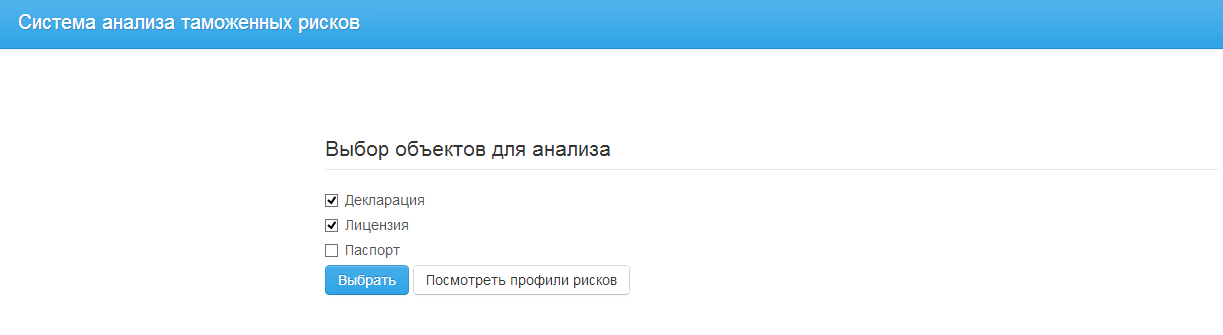 Система анализа таможенных рисков
Выбор объектов для анализа
Декларация
Лицензия
Паспорт
Выбрать Посмотреть профили рисков